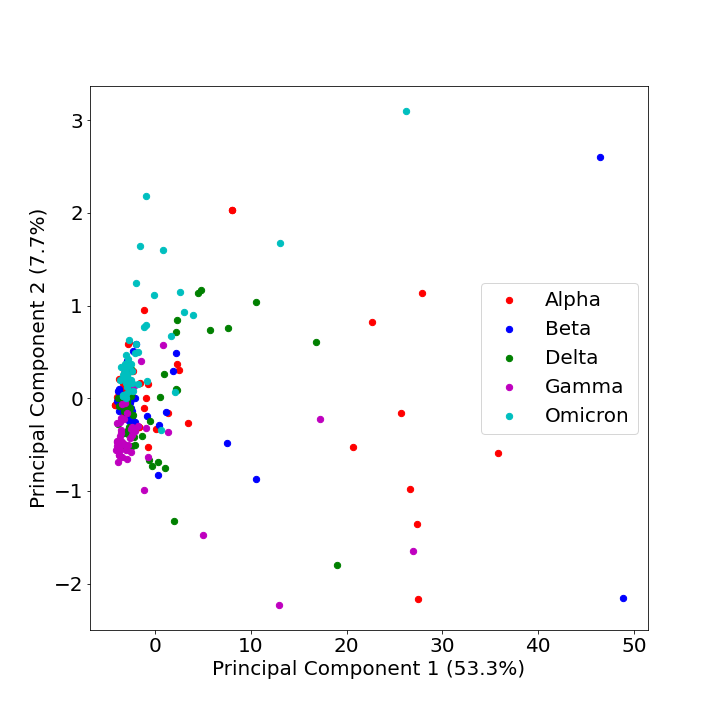 3
2
1
0
−1
−2
Principal Component 2 (7.7%)
Alpha
Beta
Delta
Gamma
Omicron
0 10 20 30 40 50
Principal Component 1 (53.3%)